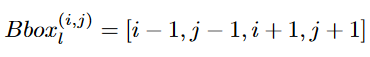 $Bbox_l^{(i,j)} = [i-1, j-1, i+1, j+1]$